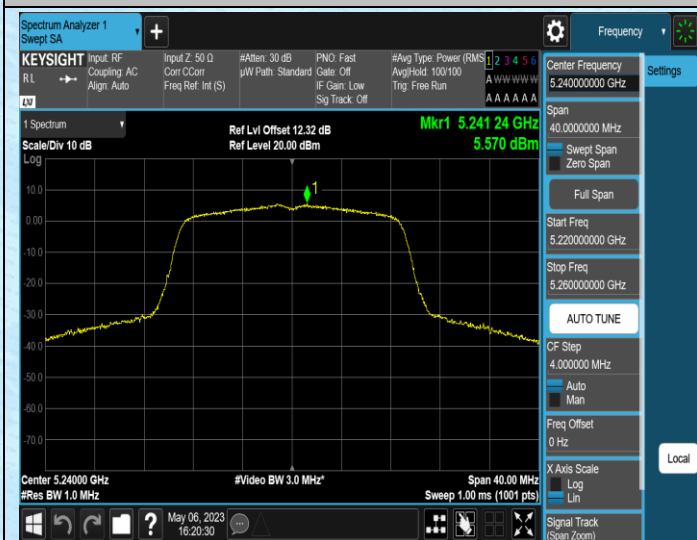 Spectrum Analyzer 1
Swept SA
+
Frequency
KEYSIGHT
RL
LXI
Input: RF
Coupling: AC
Align: Auto
Input Z: 50 Ω
Corr CCorr
Freq Ref: Int (S)
#Atten: 30 dB
µW Path: Standard
PNO: Fast
Gate: Off
IF Gain: Low
Sig Track: Off
#Avg Type: Power (RMS
Avg|Hold: 100/100
Trig: Free Run
1 2 3 4 5 6
A W W W W W
A A A A A A
1 Spectrum
Scale/Div 10 dB
Ref Lvl Offset 12.32 dB
Ref Level 20.00 dBm
Mkr1 5.241 24 GHz
5.570 dBm
Log
10.0
0.00
-10.0
-20.0
-30.0
-40.0
-50.0
-60.0
-70.0
1
Center 5.24000 GHz
#Res BW 1.0 MHz
#Video BW 3.0 MHz*
Span 40.00 MHz
Sweep 1.00 ms (1001 pts)
?
May 06, 2023
16:20:30
Center Frequency
5.240000000 GHz
Settings
Span
40.0000000 MHz
Swept Span
Zero Span
Full Span
Start Freq
5.220000000 GHz
Stop Freq
5.260000000 GHz
AUTO TUNE
CF Step
4.000000 MHz
Auto
Man
Freq Offset
0 Hz
X Axis Scale
Log
Lin
Local
Signal Track
(Span Zoom)